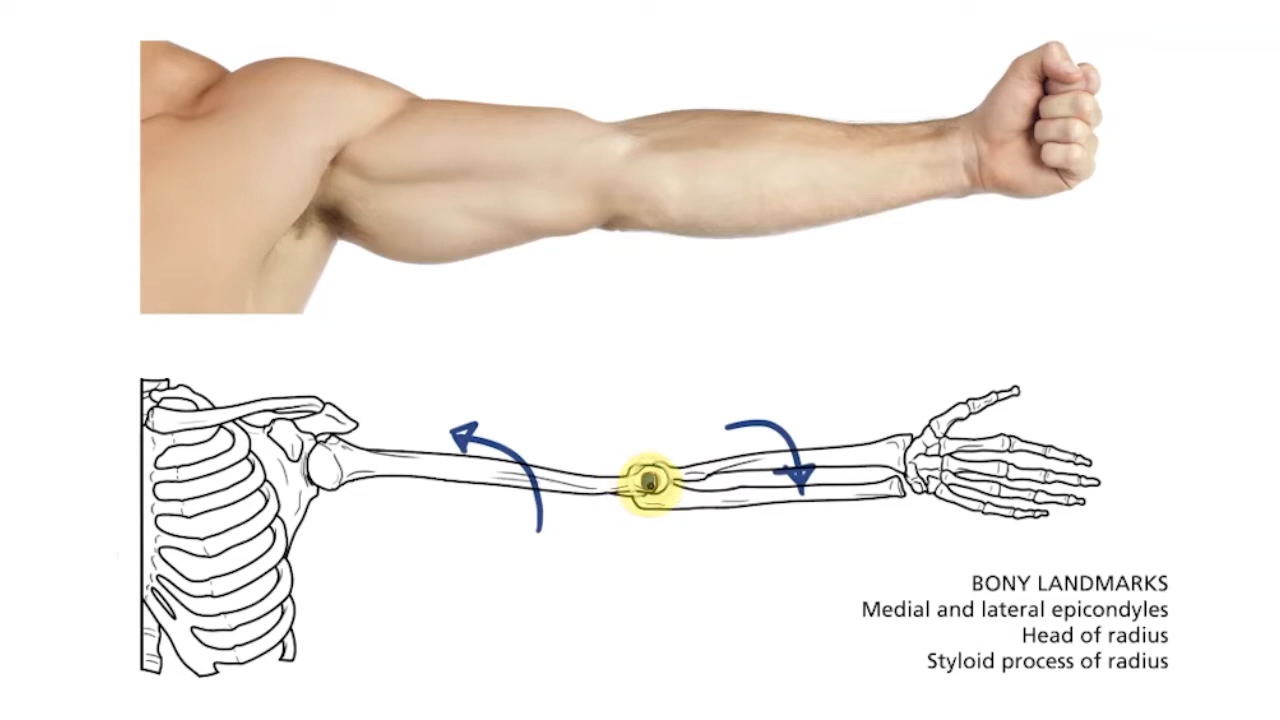 BONY LANDMARKS
Medial and lateral epicondyles
Head of radius
Styloid process of radius